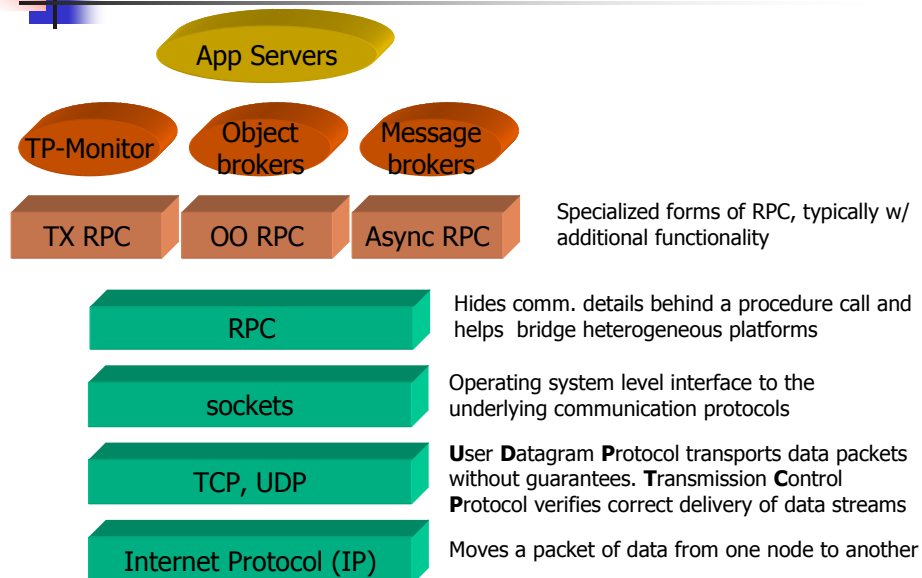 App Servers
TP-Monitor
Object
brokers
Message
brokers
TX RPC
OO RPC
Async RPC
Specialized forms of RPC, typically w/
additional functionality
RPC
Hides comm. details behind a procedure call and
helps bridge heterogeneous platforms
sockets
Operating system level interface to the
underlying communication protocols
TCP, UDP
User Datagram Protocol transports data packets
without guarantees. Transmission Control
Protocol verifies correct delivery of data streams
Internet Protocol (IP)
Moves a packet of data from one node to another